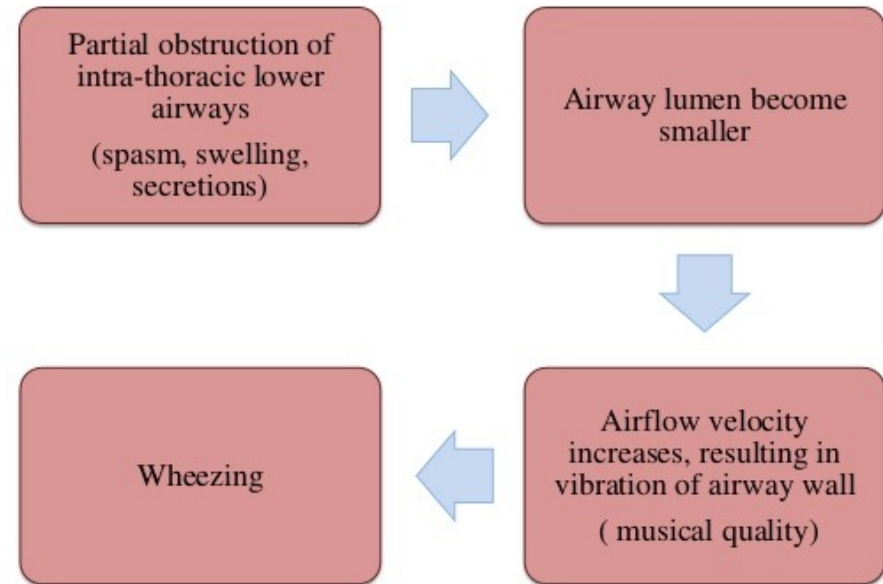 Partial obstruction of
intra-thoracic lower
airways
(spasm, swelling,
secretions)
Airway lumen become
smaller
Airflow velocity
increases, resulting in
vibration of airway wall
( musical quality)
Wheezing